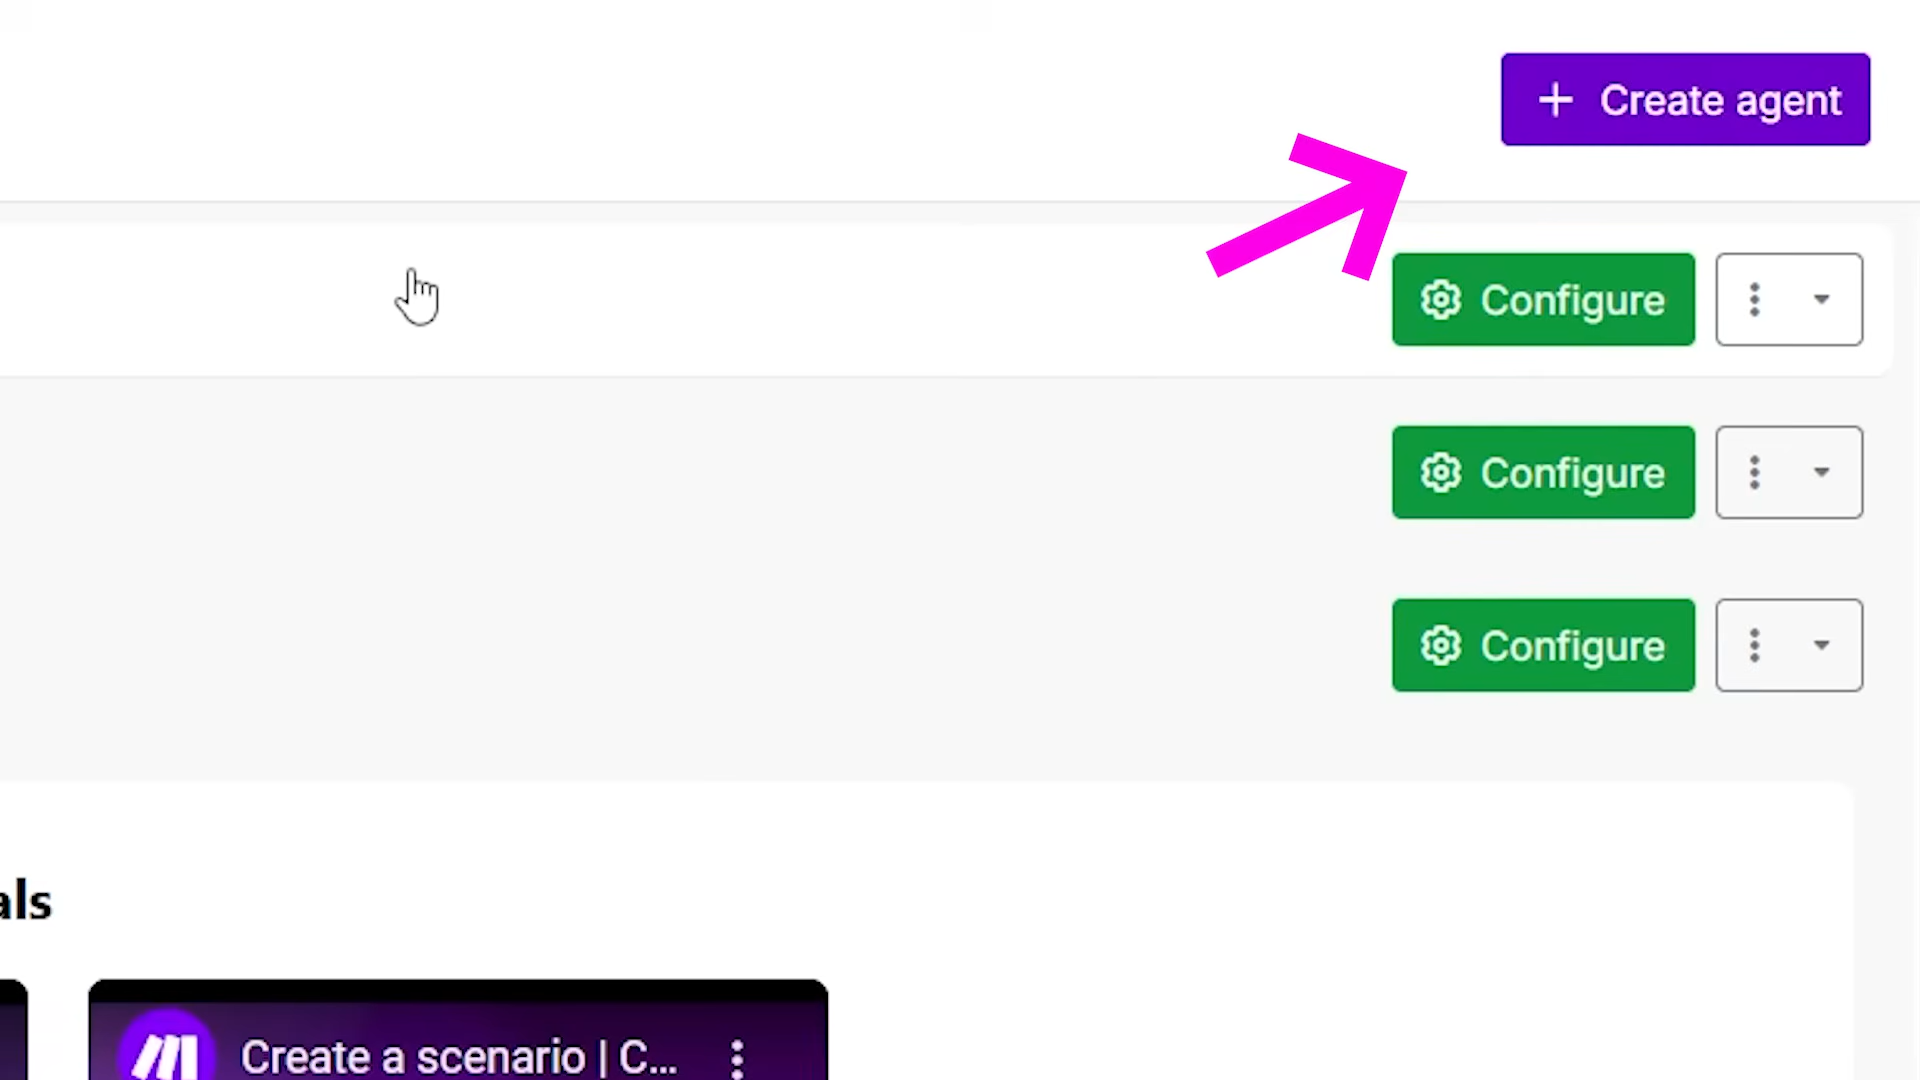 + Create agent
Configure
Configure
Configure
als
Create a scenario | C...